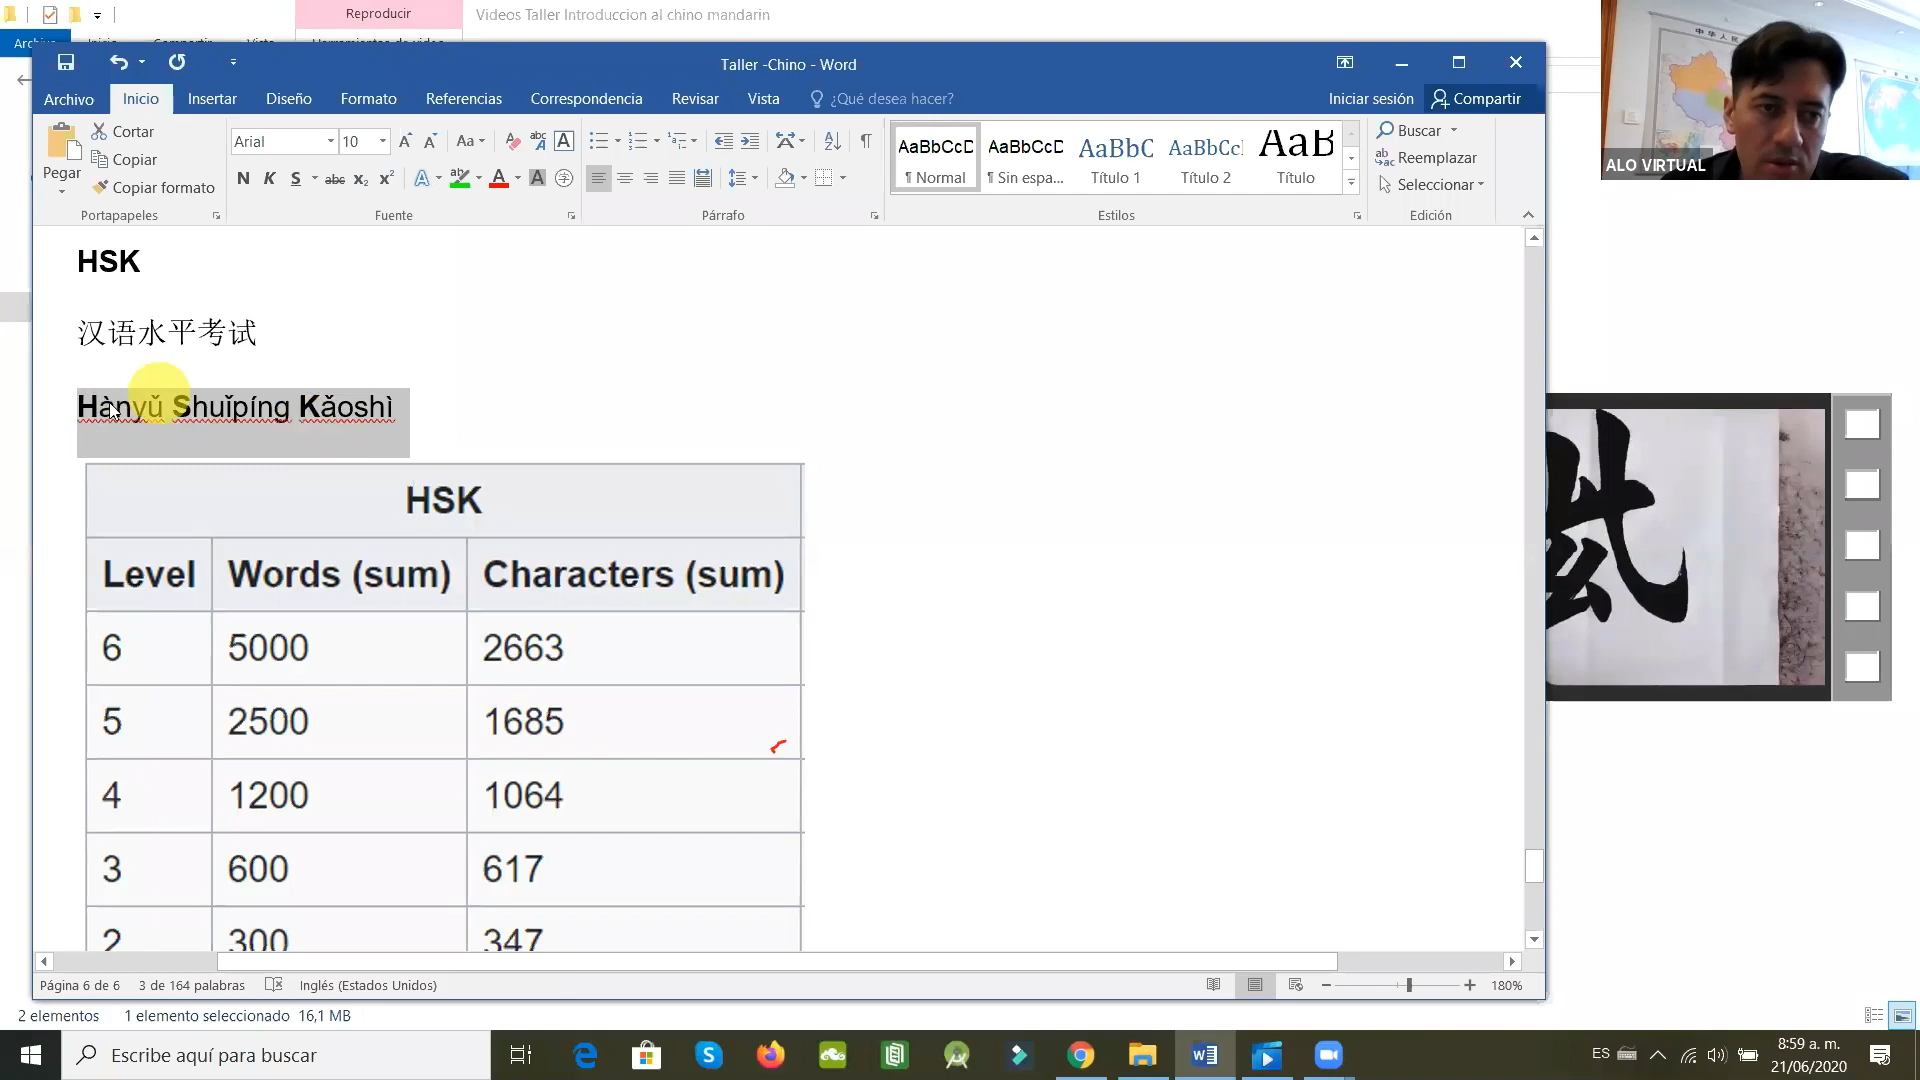 Reproducir
Videos Taller Introduccion al chino mandarin
Taller -Chino - Word
Archivo
Inicio
Insertar
Diseño
Formato
Referencias
Correspondencia
Revisar
Vista
¿Qué desea hacer?
Iniciar sesión
Compartir
Pegar
Cortar
Copiar
Copiar formato
Portapapeles
Arial
10
Fuente
Párrafo
AaBbCcD
¶ Normal
AaBbCcD
¶ Sin espa...
AaBbC
Título 1
AaBbCc
Título 2
AaB
Título
Estilos
Buscar
Reemplazar
Seleccionar
Edición
ALO VIRTUAL
HSK
汉语水平考试
Hànyǔ Shuǐpíng Kǎoshì
HSK
Level Words (sum) Characters (sum)
6 5000 2663
5 2500 1685
4 1200 1064
3 600 617
2 300 347
Página 6 de 6 3 de 164 palabras Inglés (Estados Unidos) 180%
2 elementos 1 elemento seleccionado 16,1 MB
Escribe aquí para buscar
ES
8:59 a. m.
21/06/2020